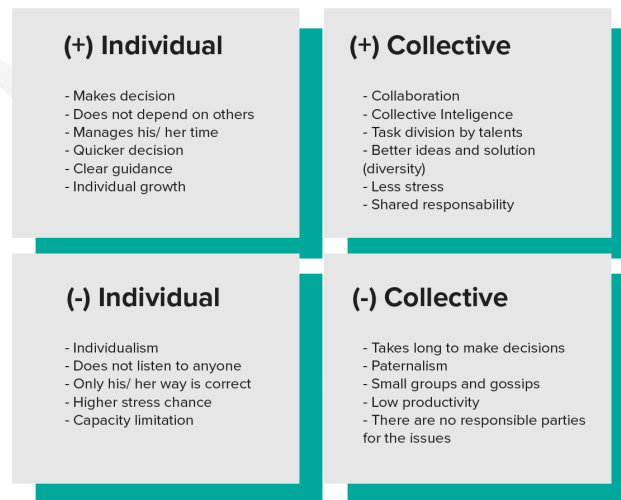 (+) Individual
- Makes decision
- Does not depend on others
- Manages his/ her time
- Quicker decision
- Clear guidance
- Individual growth
(+) Collective
- Collaboration
- Collective Inteligence
- Task division by talents
- Better ideas and solution
(diversity)
- Less stress
- Shared responsability
(-) Individual
- Individualism
- Does not listen to anyone
- Only his/ her way is correct
- Higher stress chance
- Capacity limitation
(-) Collective
- Takes long to make decisions
- Paternalism
- Small groups and gossips
- Low productivity
- There are no responsible parties
for the issues